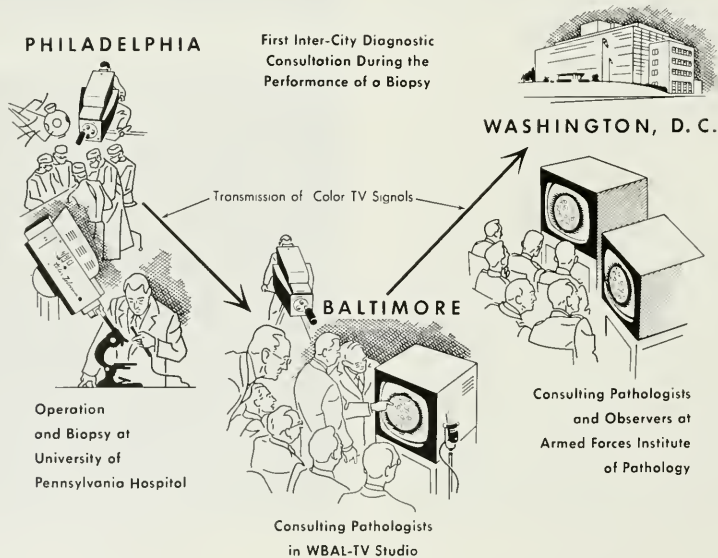 PHILADELPHIA
First Inter-City Diagnostic
Consultation During the
Performance of a Biopsy
WASHINGTON, D.C.
Transmission of Color TV Signals
BALTIMORE
Operation
and Biopsy at
University of
Pennsylvania Hospital
Consulting Pathologists
and Observers at
Armed Forces Institute
of Pathology
Consulting Pathologists
in WBAL-TV Studio